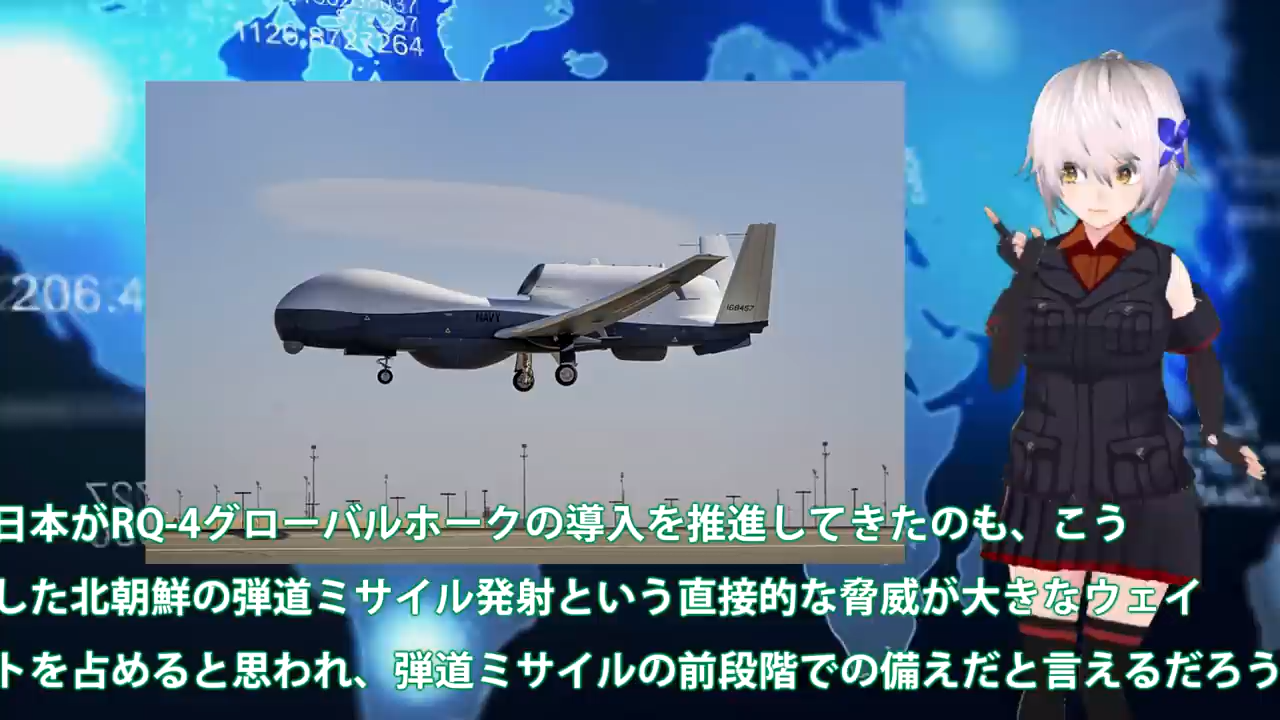 1126,8727264
206.4
NAVY
168457
日本がRQ-4グローバルホークの導入を推進してきたのも、こう
した北朝鮮の弾道ミサイル発射という直接的な脅威が大きなウェイ
トを占めると思われ、弾道ミサイルの前段階での備えだと言えるだろう